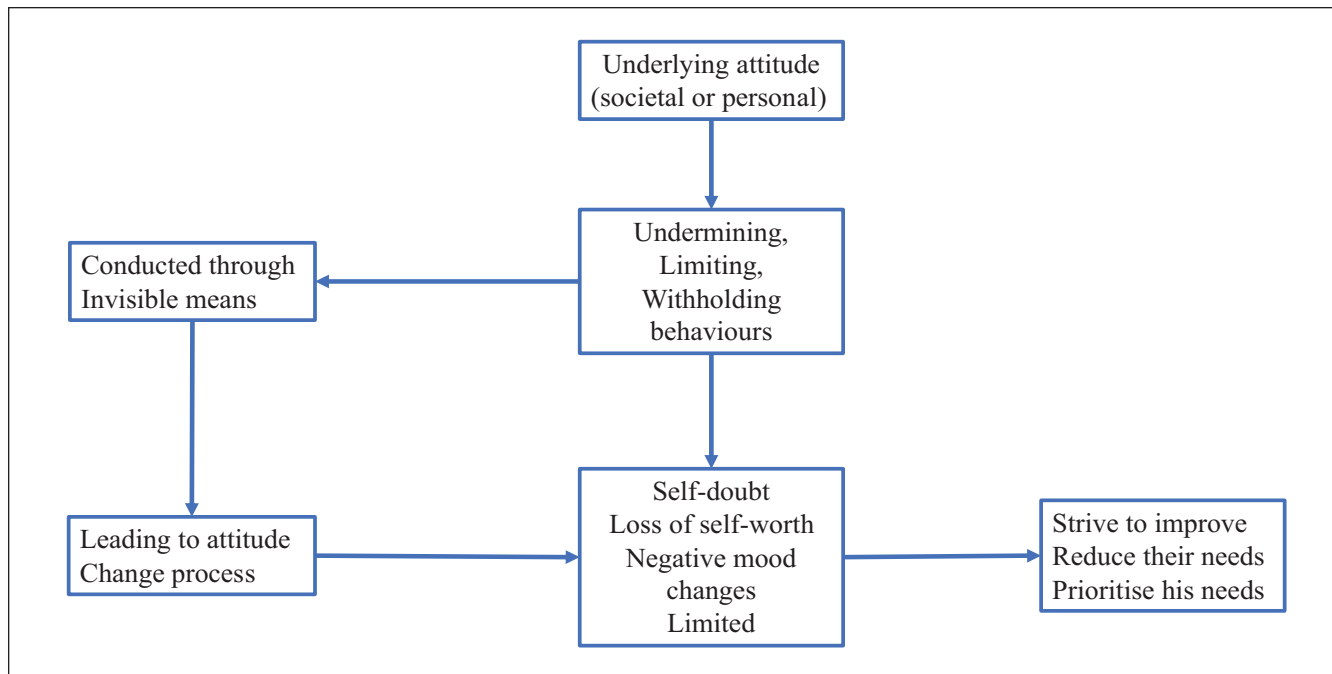 Underlying attitude
(societal or personal)
Undermining,
Limiting,
Withholding
behaviours
Conducted through
Invisible means
Leading to attitude
Change process
Self-doubt
Loss of self-worth
Negative mood
changes
Limited
Strive to improve
Reduce their needs
Prioritise his needs